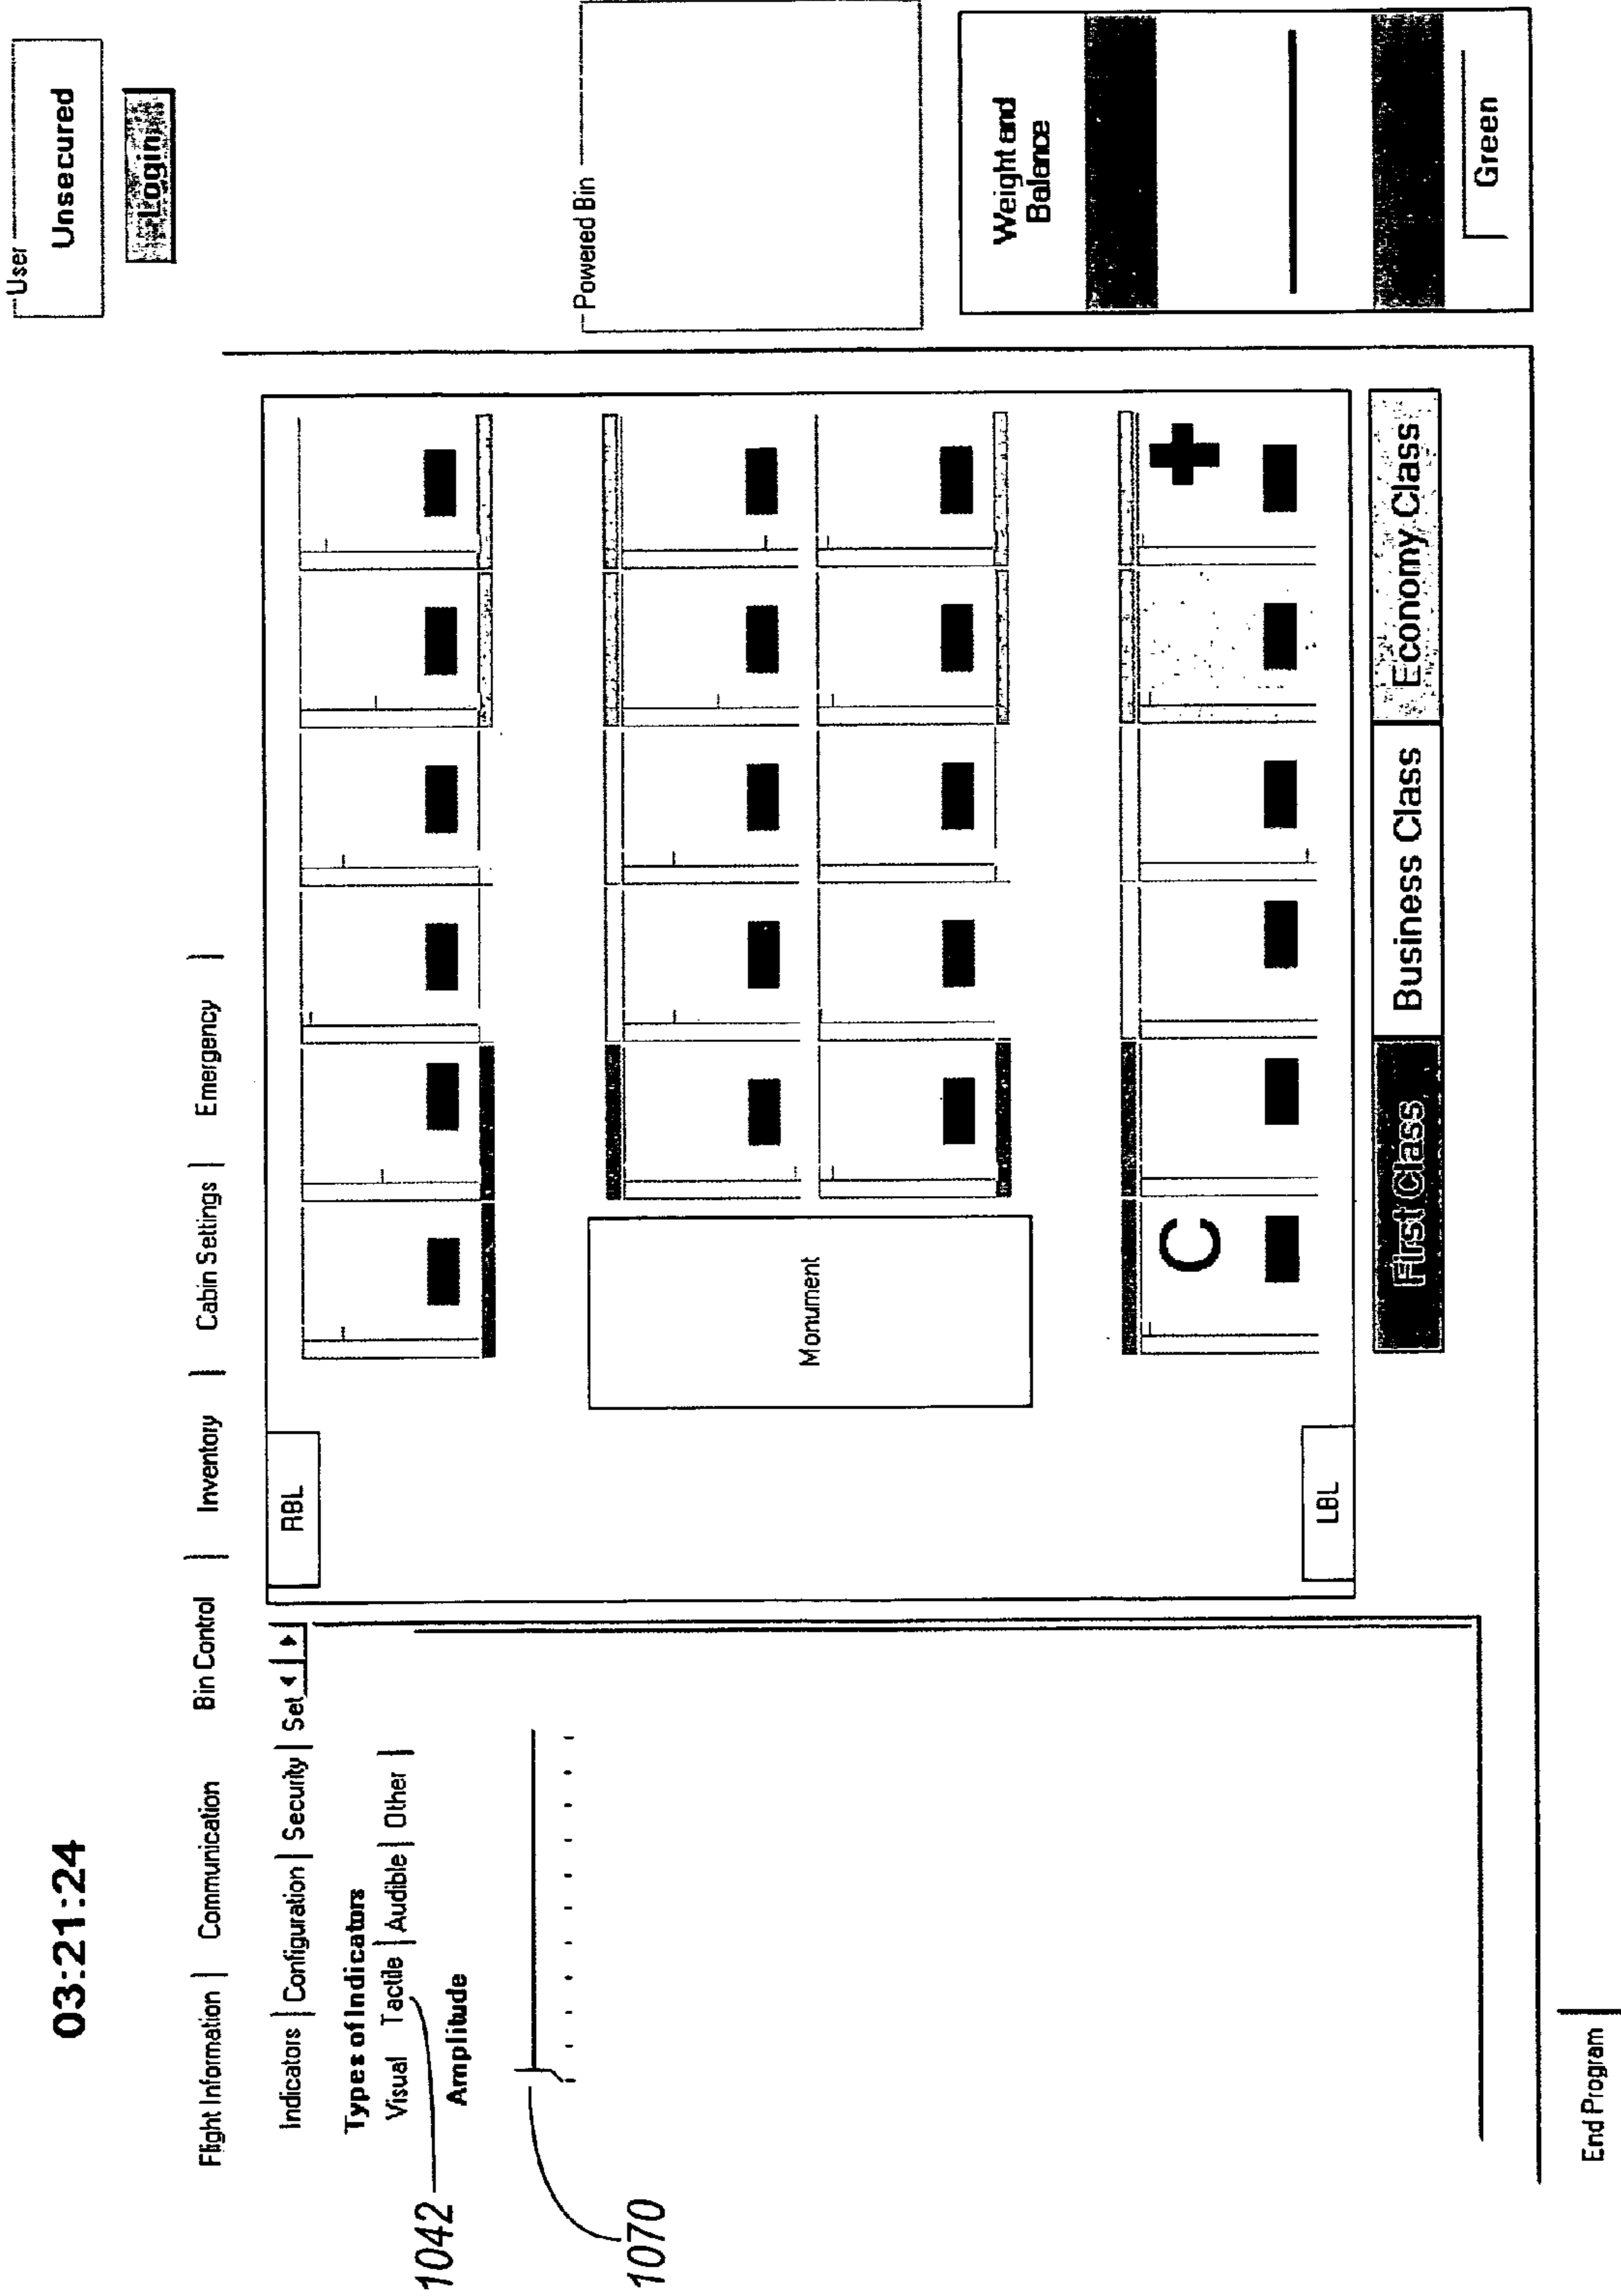 03:21:24
User
Unsecured
Login
Flight Information | Communication Bin Control | Inventory | Cabin Settings | Emergency |
Indicators | Configuration | Security | Set
Types of Indicators
Visual Tactile | Audible | Other |
Amplitude
1042
1070
RBL
Monument
C
LBL
First Class Business Class Economy Class
Powered Bin
Weight and
Balance
Green
End Program